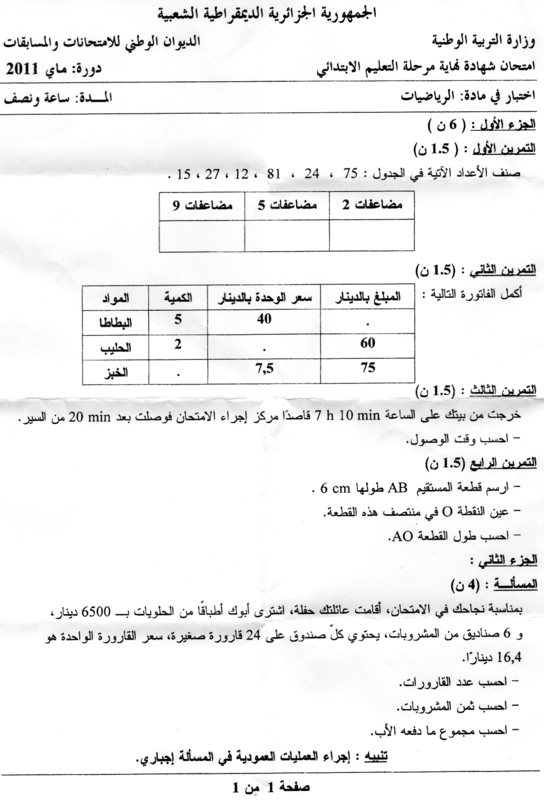 الجمهورية الجزائرية الديمقراطية الشعبية
وزارة التربية الوطنية الديوان الوطني للامتحانات والمسابقات
امتحان شهادة نهاية مرحلة التعليم الابتدائي دورة: ماي 2011
اختبار في مادة: الرياضيات المـــدة: ساعة ونصف
الجزء الأول : ( 6 ن )
التمرين الأول : ( 1.5 ن)
صنف الأعداد الآتية في الجدول : 75 ، 24 ، 81 ، 12 ، 27 ، 15 .
مضاعفات 2 مضاعفات 5 مضاعفات 9
التمرين الثاني : (1.5 ن)
أكمل الفاتورة التالية :
المبلغ بالدينار سعر الوحدة بالدينار الكمية المواد
. 40 5 البطاطا
60 . 2 الحليب
75 7,5 . الخبز
التمرين الثالث : (1.5 ن)
خرجت من بيتك على الساعة 7 h 10 min قاصدًا مركز إجراء الامتحان فوصلت بعد 20 min من السير.
– احسب وقت الوصول.
التمرين الرابع (1.5 ن)
– ارسم قطعة المستقيم AB طولها 6 cm .
– عين النقطة O في منتصف هذه القطعة.
– احسب طول القطعة AO.
الجزء الثاني :
المسألــــة : (4 ن)
بمناسبة نجاحك في الامتحان، أقامت عائلتك حفلة، اشترى أبوك أطباقًا من الحلويات بـــ 6500 دينار،
و 6 صناديق من المشروبات، يحتوي كلّ صندوق على 24 قارورة صغيرة، سعر القارورة الواحدة هو
16,4 دينارًا.
– احسب عدد القارورات.
– احسب ثمن المشروبات.
– احسب مجموع ما دفعه الأب.
تنبيه : إجراء العمليات العمودية في المسألة إجباري.
صفحة 1 من 1